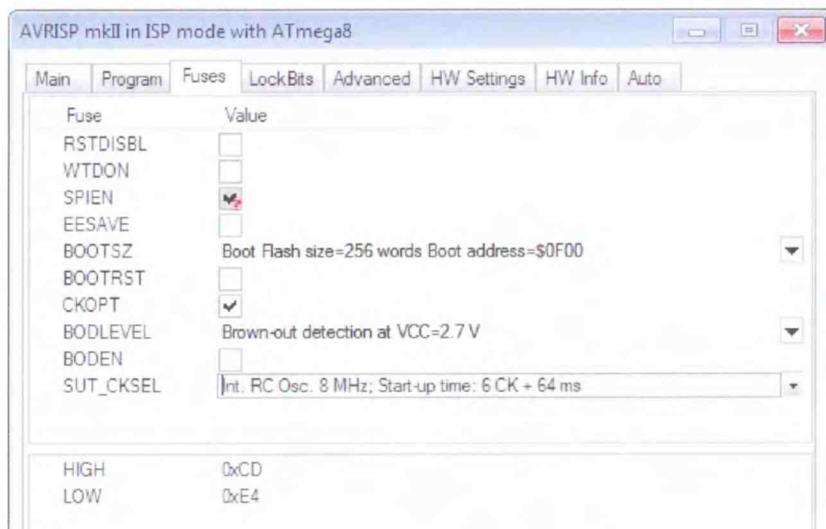 AVRISP mkII in ISP mode with ATmega8
Main Program Fuses LockBits Advanced HW Settings HW Info Auto
Fuse Value
RSTDISBL
WTDON
SPIEN
EESAVE
BOOTSZ Boot Flash size=256 words Boot address=$0F00
BOOTRST
CKOPT
BODLEVEL Brown-out detection at VCC=2.7 V
BODEN
SUT_CKSEL Int. RC Osc. 8 MHz; Start-up time: 6 CK + 64 ms
HIGH 0xCD
LOW 0xE4